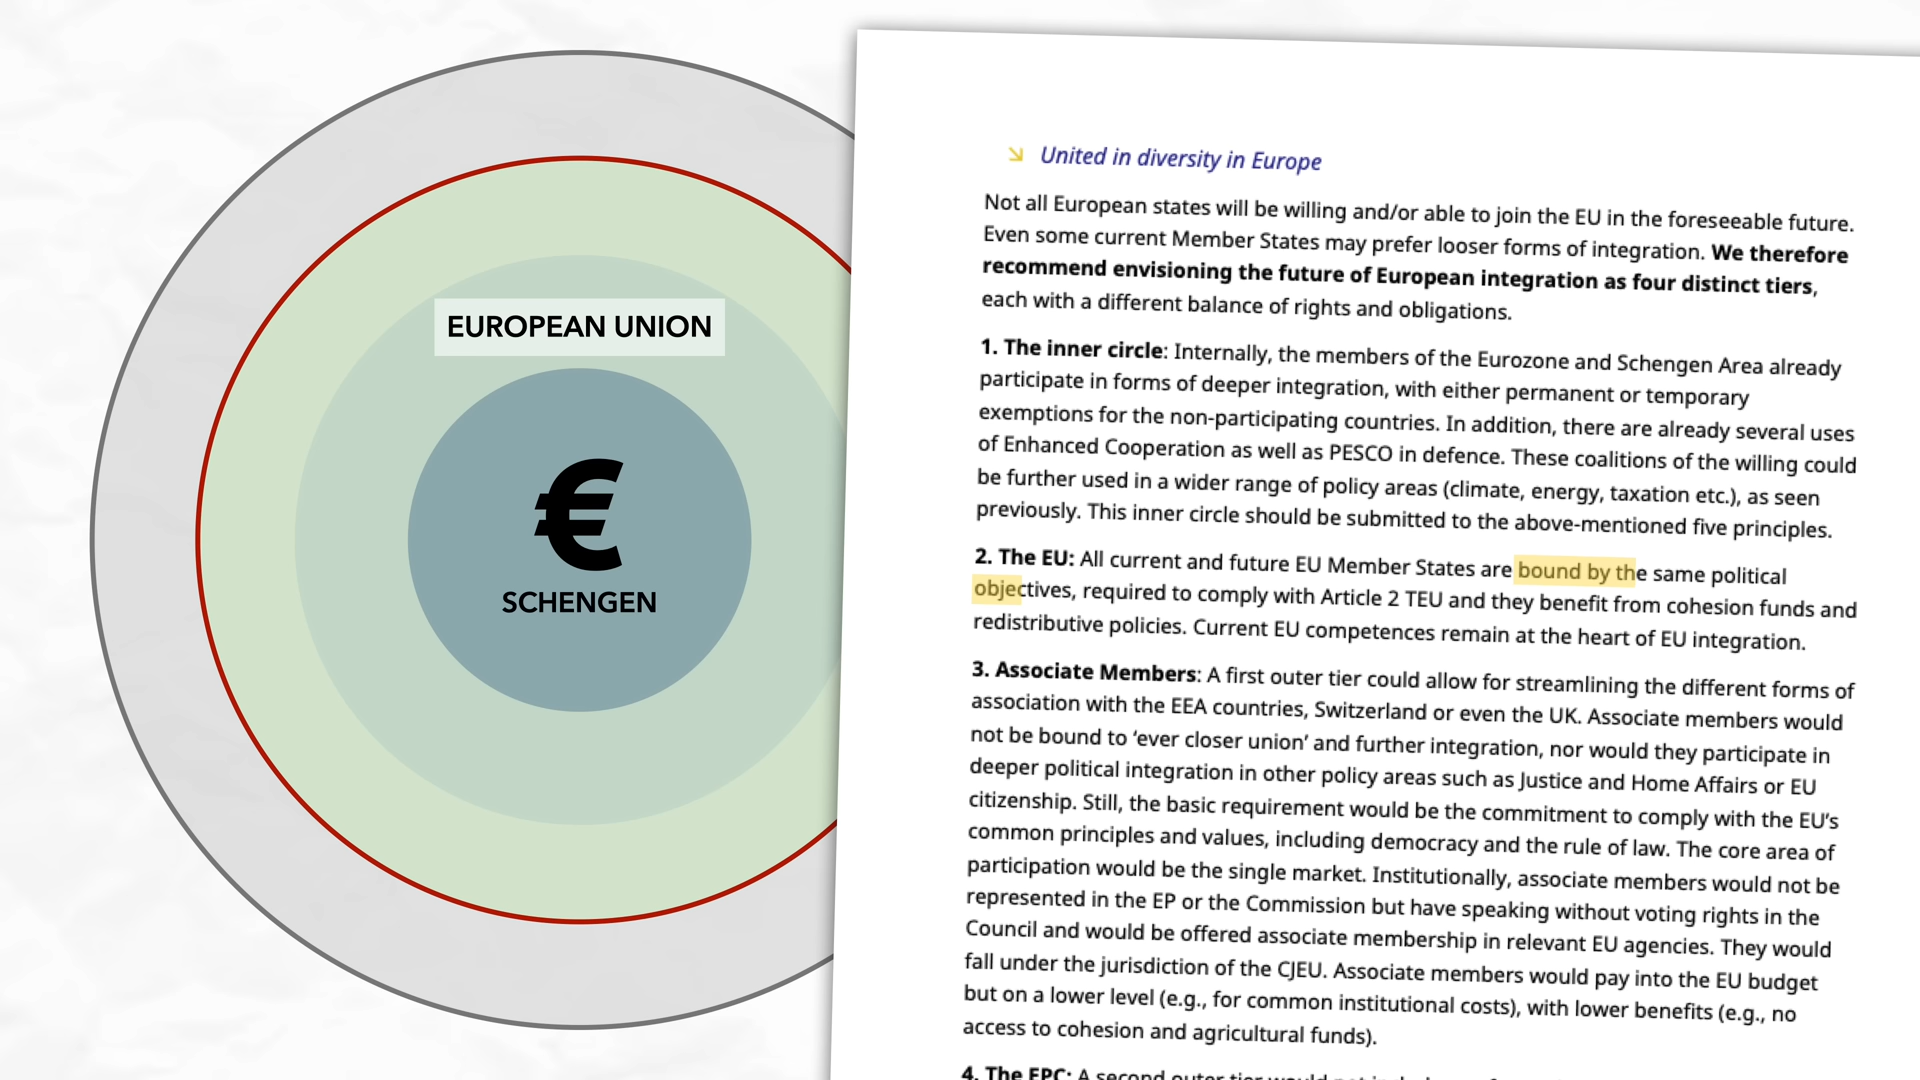 EUROPEAN UNION
€
SCHENGEN
United in diversity in Europe
Not all European states will be willing and/or able to join the EU in the foreseeable future.
Even some current Member States may prefer looser forms of integration. We therefore
recommend envisioning the future of European integration as four distinct tiers,
each with a different balance of rights and obligations.
1. The inner circle: Internally, the members of the Eurozone and Schengen Area already
participate in forms of deeper integration, with either permanent or temporary
exemptions for the non-participating countries. In addition, there are already several uses
of Enhanced Cooperation as well as PESCO in defence. These coalitions of the willing could
be further used in a wider range of policy areas (climate, energy, taxation etc.), as seen
previously. This inner circle should be submitted to the above-mentioned five principles.
2. The EU: All current and future EU Member States are bound by the same political
objectives, required to comply with Article 2 TEU and they benefit from cohesion funds and
redistributive policies. Current EU competences remain at the heart of EU integration.
3. Associate Members: A first outer tier could allow for streamlining the different forms of
association with the EEA countries, Switzerland or even the UK. Associate members would
not be bound to ‘ever closer union’ and further integration, nor would they participate in
deeper political integration in other policy areas such as Justice and Home Affairs or EU
citizenship. Still, the basic requirement would be the commitment to comply with the EU’s
common principles and values, including democracy and the rule of law. The core area of
participation would be the single market. Institutionally, associate members would not be
represented in the EP or the Commission but have speaking without voting rights in the
Council and would be offered associate membership in relevant EU agencies. They would
fall under the jurisdiction of the CJEU. Associate members would pay into the EU budget
but on a lower level (e.g., for common institutional costs), with lower benefits (e.g., no
access to cohesion and agricultural funds).
4. The EPC: A second outer tier would not